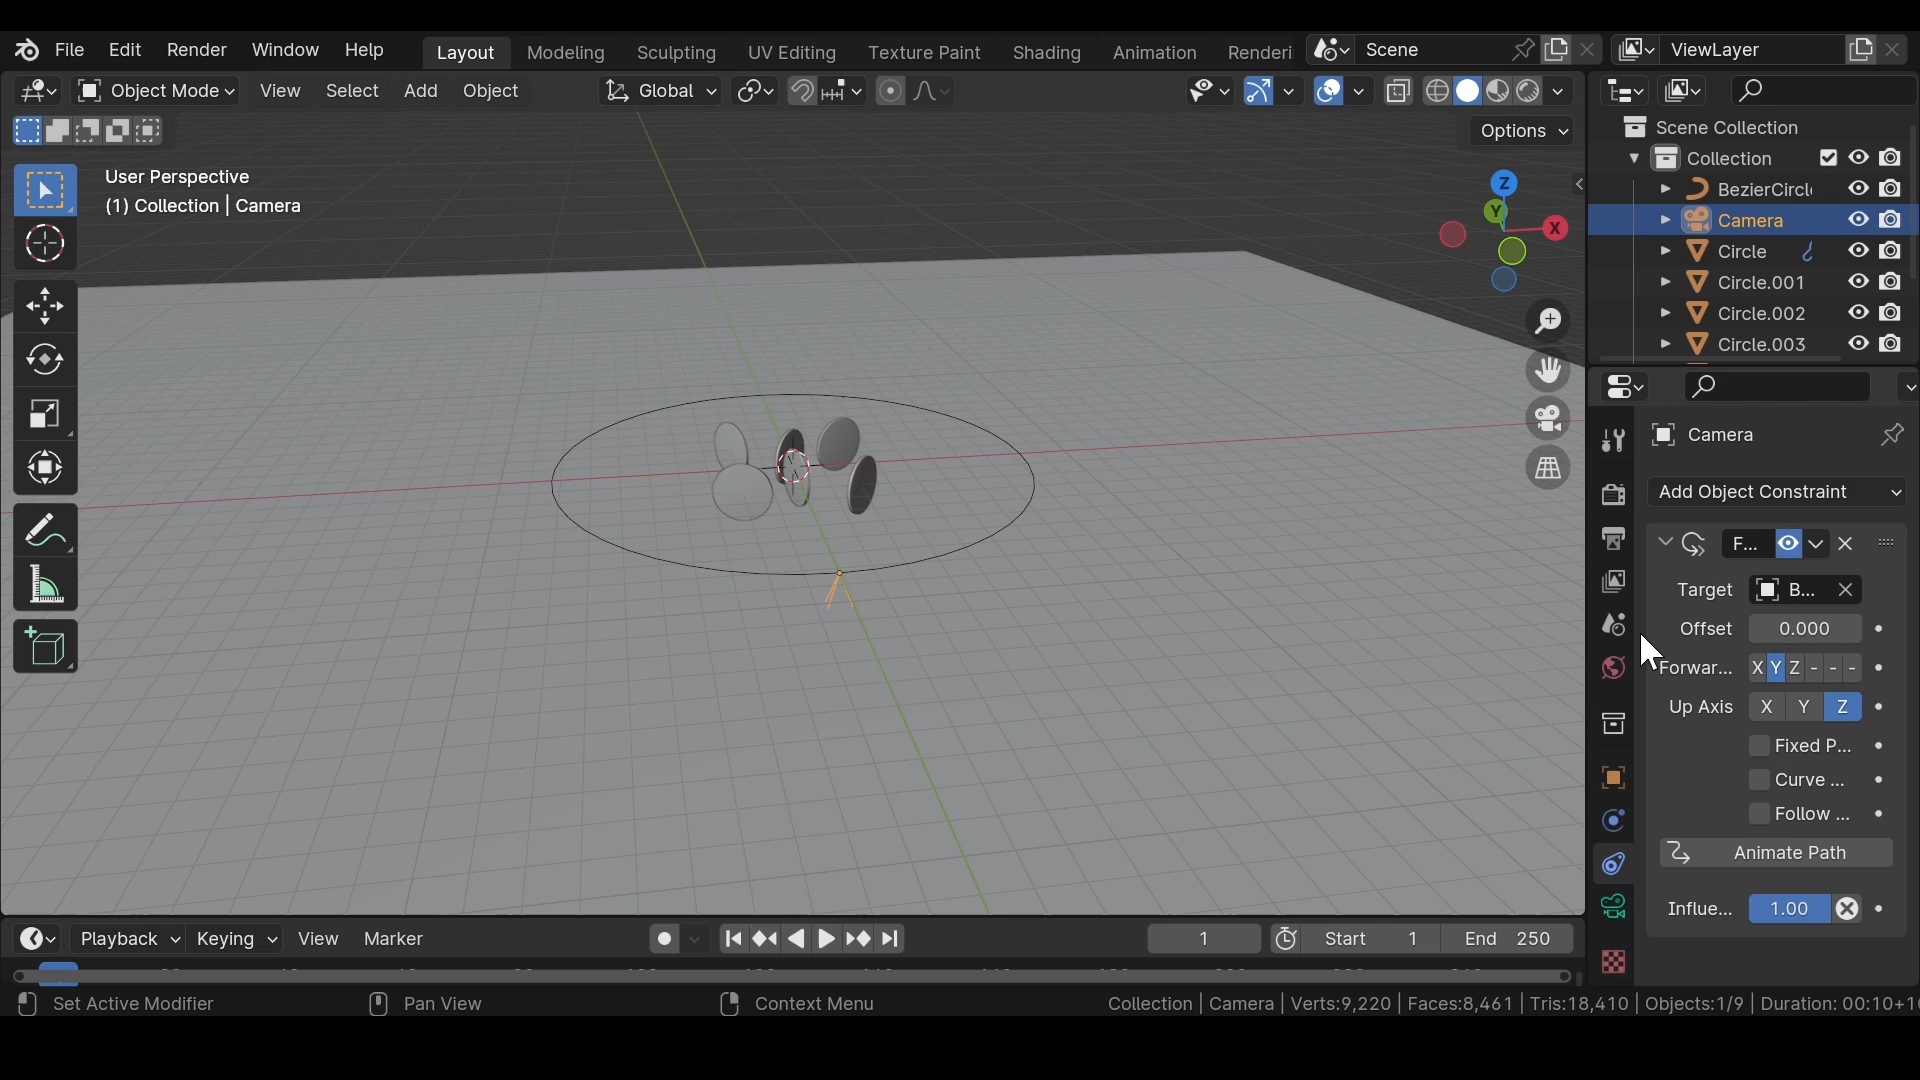 File Edit Render Window Help Layout Modeling Sculpting UV Editing Texture Paint Shading Animation Renderi Scene ViewLayer
Object Mode View Select Add Object Global
Options
User Perspective
(1) Collection | Camera
Z
Y
X
Scene Collection
Collection
BezierCircl
Camera
Circle
Circle.001
Circle.002
Circle.003
Camera
Add Object Constraint
F...
Target B...
Offset 0.000
Forwar... X Y Z - - -
Up Axis X Y Z
Fixed P...
Curve ...
Follow ...
Animate Path
Influe... 1.00
Playback Keying View Marker 1 Start 1 End 250
Set Active Modifier Pan View Context Menu Collection | Camera | Verts:9,220 | Faces:8,461 | Tris:18,410 | Objects:1/9 | Duration: 00:10+1